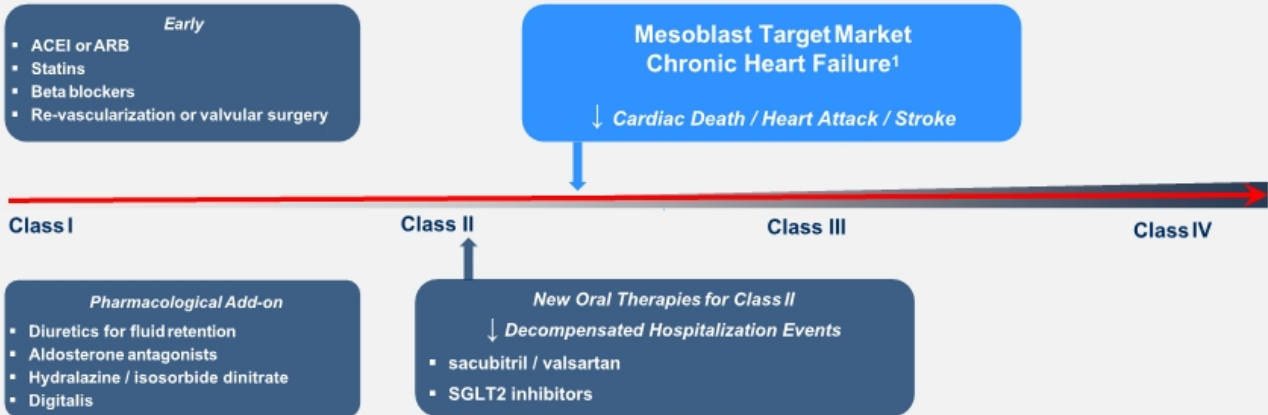 Early
▪ ACEI or ARB
▪ Statins
▪ Beta blockers
▪ Re-vascularization or valvular surgery
Mesoblast Target Market
Chronic Heart Failure¹
↓ Cardiac Death / Heart Attack / Stroke
Class I
Class II
Class III
Class IV
Pharmacological Add-on
▪ Diuretics for fluid retention
▪ Aldosterone antagonists
▪ Hydralazine / isosorbide dinitrate
▪ Digitalis
New Oral Therapies for Class II
↓ Decompensated Hospitalization Events
▪ sacubitril / valsartan
▪ SGLT2 inhibitors